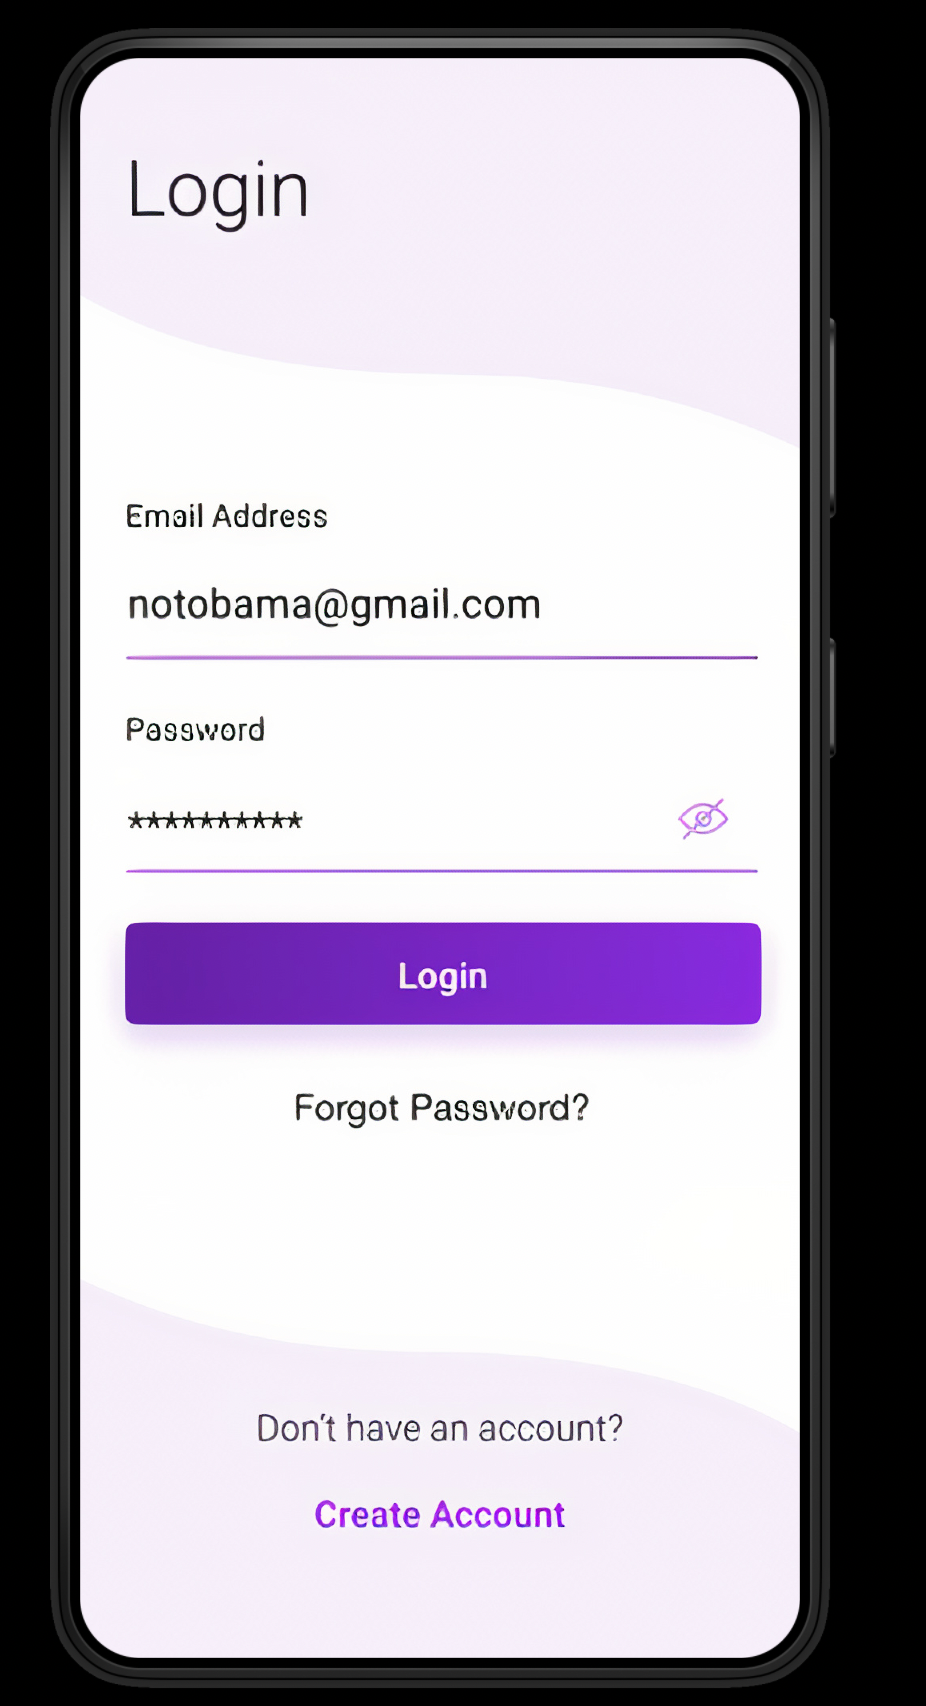 Login
Email Address
notobama@gmail.com
Password
**********
Login
Forgot Password?
Don't have an account?
Create Account